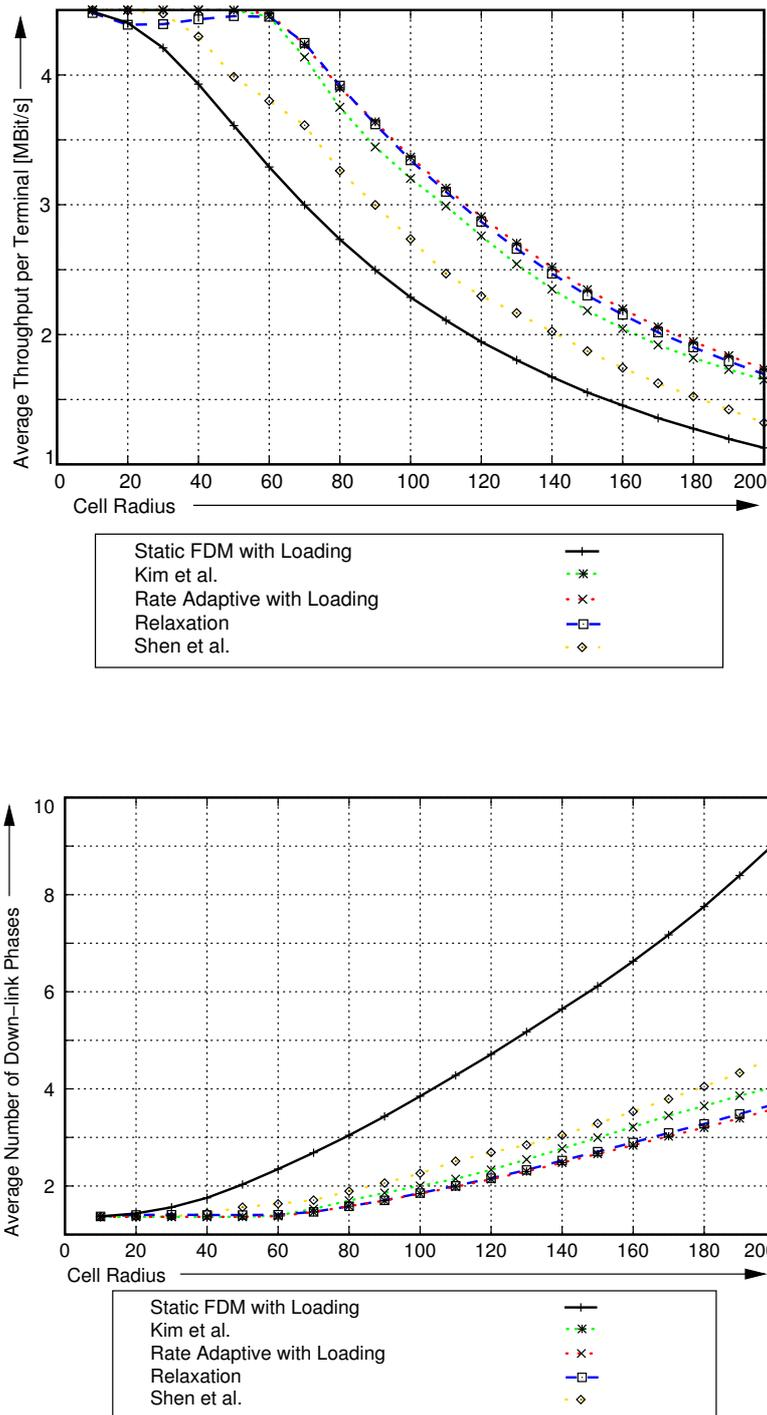 4
3
2
1
Average Throughput per Terminal [MBit/s]
0 20 40 60 80 100 120 140 160 180 200
Cell Radius
Static FDM with Loading
Kim et al.
Rate Adaptive with Loading
Relaxation
Shen et al.
10
8
6
4
2
Average Number of Down–link Phases
0 20 40 60 80 100 120 140 160 180 200
Cell Radius
Static FDM with Loading
Kim et al.
Rate Adaptive with Loading
Relaxation
Shen et al.